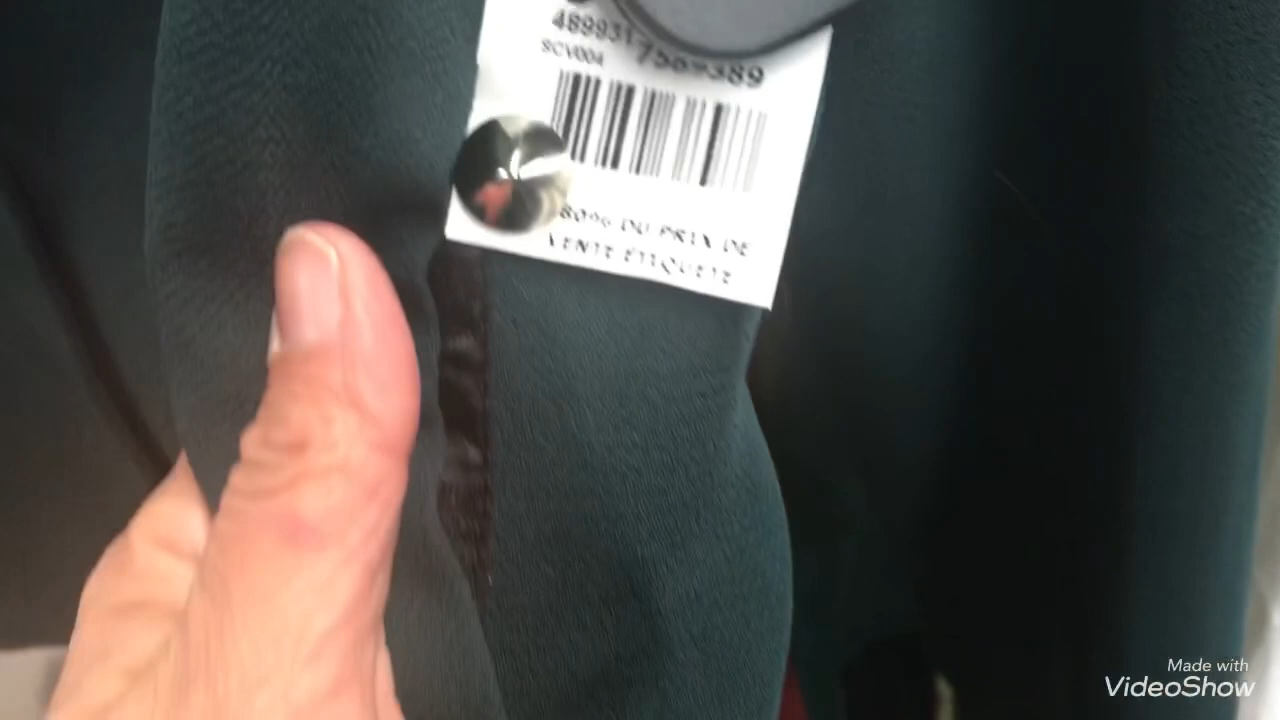 SCV004
80% DU PRIX DE
VENTE ÉTIQUETÉ
Made with
VideoShow